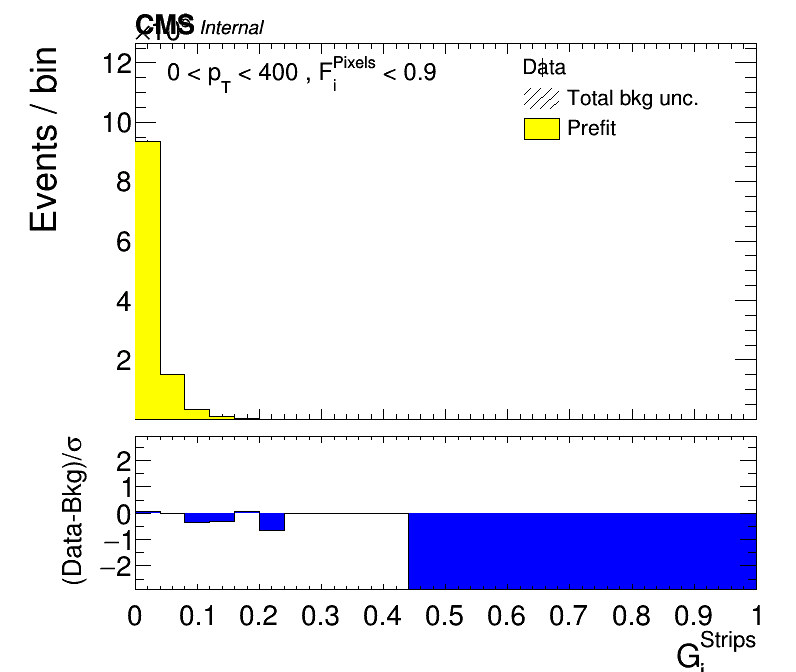 CMS Internal
×10
Events / bin
12
10
8
6
4
2
0 < p_T < 400 , F_i^Pixels < 0.9
Data
Total bkg unc.
Prefit
(Data-Bkg)/σ
2
1
0
−1
−2
0 0.1 0.2 0.3 0.4 0.5 0.6 0.7 0.8 0.9 1
G_i^Strips